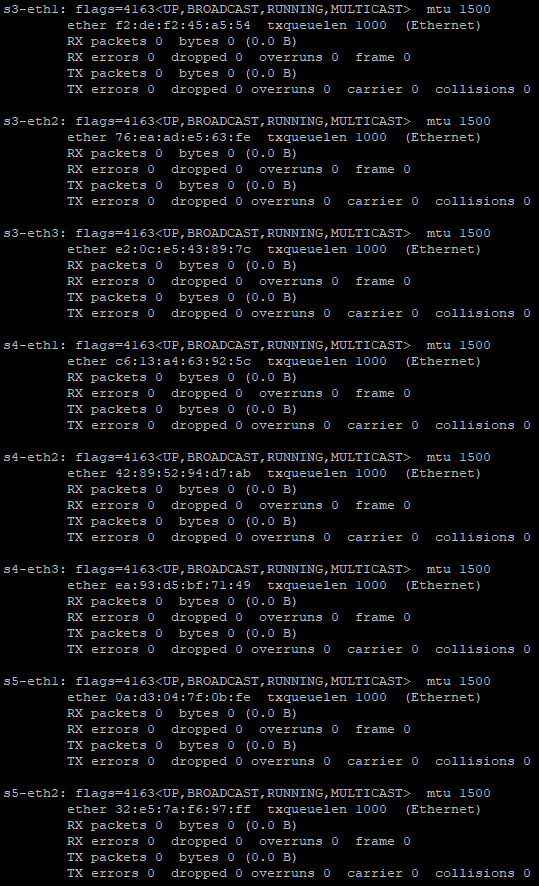 s3-eth1: flags=4163<UP,BROADCAST,RUNNING,MULTICAST>  mtu 1500
        ether f2:de:f2:45:a5:54  txqueuelen 1000  (Ethernet)
        RX packets 0  bytes 0 (0.0 B)
        RX errors 0  dropped 0  overruns 0  frame 0
        TX packets 0  bytes 0 (0.0 B)
        TX errors 0  dropped 0 overruns 0  carrier 0  collisions 0

s3-eth2: flags=4163<UP,BROADCAST,RUNNING,MULTICAST>  mtu 1500
        ether 76:ea:ad:e5:63:fe  txqueuelen 1000  (Ethernet)
        RX packets 0  bytes 0 (0.0 B)
        RX errors 0  dropped 0  overruns 0  frame 0
        TX packets 0  bytes 0 (0.0 B)
        TX errors 0  dropped 0 overruns 0  carrier 0  collisions 0

s3-eth3: flags=4163<UP,BROADCAST,RUNNING,MULTICAST>  mtu 1500
        ether e2:0c:e5:43:89:7c  txqueuelen 1000  (Ethernet)
        RX packets 0  bytes 0 (0.0 B)
        RX errors 0  dropped 0  overruns 0  frame 0
        TX packets 0  bytes 0 (0.0 B)
        TX errors 0  dropped 0 overruns 0  carrier 0  collisions 0

s4-eth1: flags=4163<UP,BROADCAST,RUNNING,MULTICAST>  mtu 1500
        ether c6:13:a4:63:92:5c  txqueuelen 1000  (Ethernet)
        RX packets 0  bytes 0 (0.0 B)
        RX errors 0  dropped 0  overruns 0  frame 0
        TX packets 0  bytes 0 (0.0 B)
        TX errors 0  dropped 0 overruns 0  carrier 0  collisions 0

s4-eth2: flags=4163<UP,BROADCAST,RUNNING,MULTICAST>  mtu 1500
        ether 42:89:52:94:d7:ab  txqueuelen 1000  (Ethernet)
        RX packets 0  bytes 0 (0.0 B)
        RX errors 0  dropped 0  overruns 0  frame 0
        TX packets 0  bytes 0 (0.0 B)
        TX errors 0  dropped 0 overruns 0  carrier 0  collisions 0

s4-eth3: flags=4163<UP,BROADCAST,RUNNING,MULTICAST>  mtu 1500
        ether ea:93:d5:bf:71:49  txqueuelen 1000  (Ethernet)
        RX packets 0  bytes 0 (0.0 B)
        RX errors 0  dropped 0  overruns 0  frame 0
        TX packets 0  bytes 0 (0.0 B)
        TX errors 0  dropped 0 overruns 0  carrier 0  collisions 0

s5-eth1: flags=4163<UP,BROADCAST,RUNNING,MULTICAST>  mtu 1500
        ether 0a:d3:04:7f:0b:fe  txqueuelen 1000  (Ethernet)
        RX packets 0  bytes 0 (0.0 B)
        RX errors 0  dropped 0  overruns 0  frame 0
        TX packets 0  bytes 0 (0.0 B)
        TX errors 0  dropped 0 overruns 0  carrier 0  collisions 0

s5-eth2: flags=4163<UP,BROADCAST,RUNNING,MULTICAST>  mtu 1500
        ether 32:e5:7a:f6:97:ff  txqueuelen 1000  (Ethernet)
        RX packets 0  bytes 0 (0.0 B)
        RX errors 0  dropped 0  overruns 0  frame 0
        TX packets 0  bytes 0 (0.0 B)
        TX errors 0  dropped 0 overruns 0  carrier 0  collisions 0